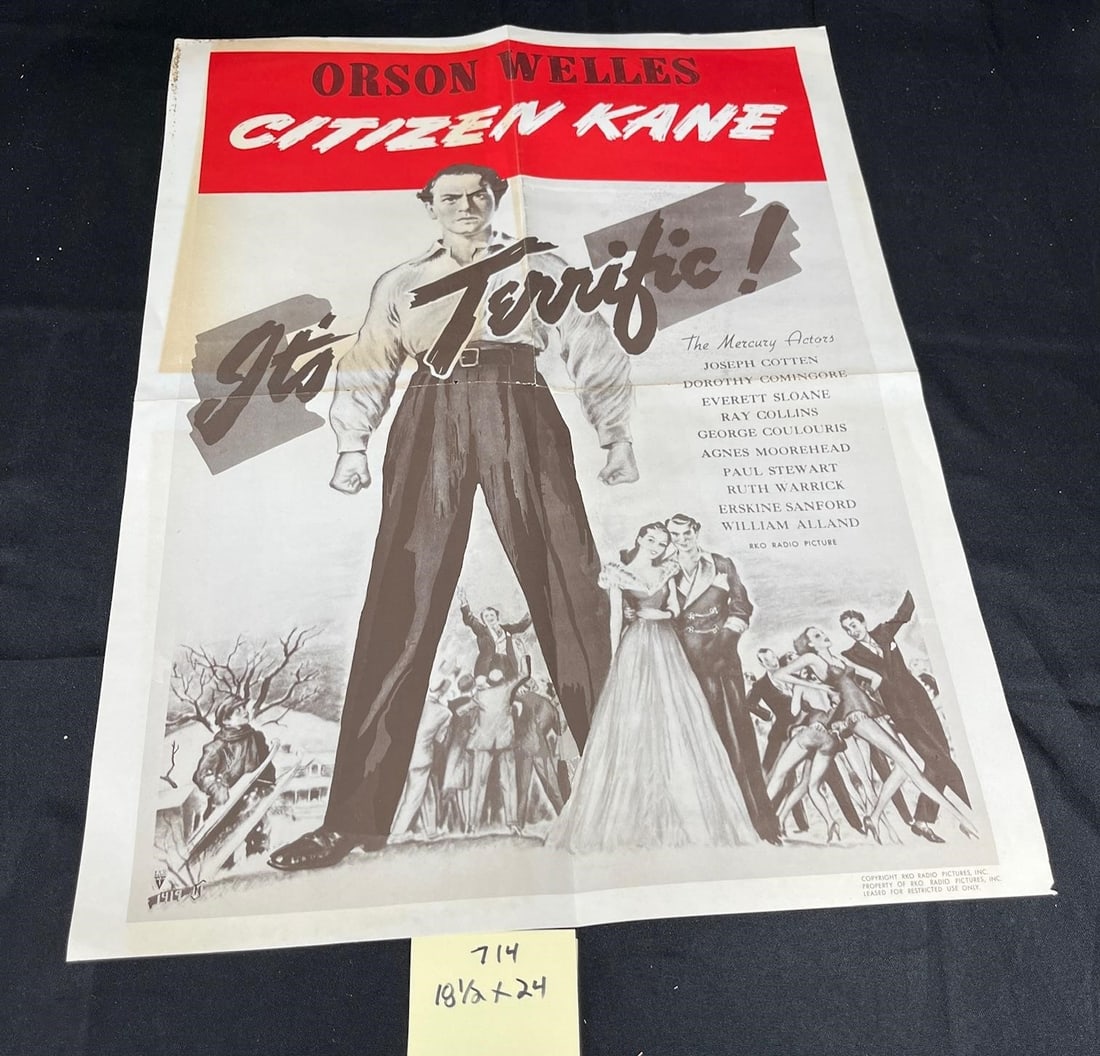 ORSON WELLES
CITIZEN KANE
It's Terrific!
The Mercury Actors
JOSEPH COTTEN
DOROTHY COMINGORE
EVERETT SLOANE
RAY COLLINS
GEORGE COULOURIS
AGNES MOOREHEAD
PAUL STEWART
RUTH WARRICK
ERSKINE SANFORD
WILLIAM ALLAND
RKO RADIO PICTURE
COPYRIGHT RKO RADIO PICTURES, INC.
PROPERTY OF RKO RADIO PICTURES, INC.
LEASED FOR RESTRICTED USE ONLY.
714
18 1/2 x 24